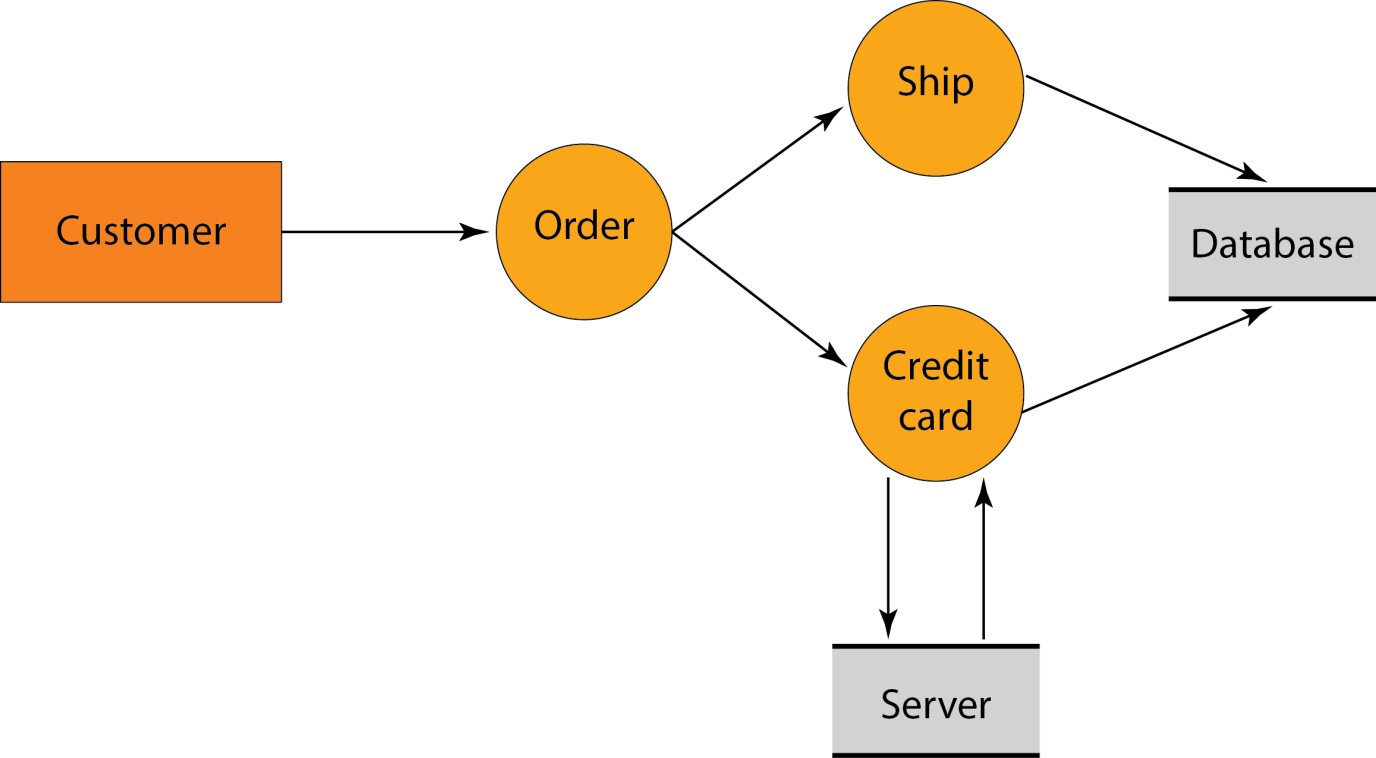 Customer
Order
Ship
Credit
card
Database
Server